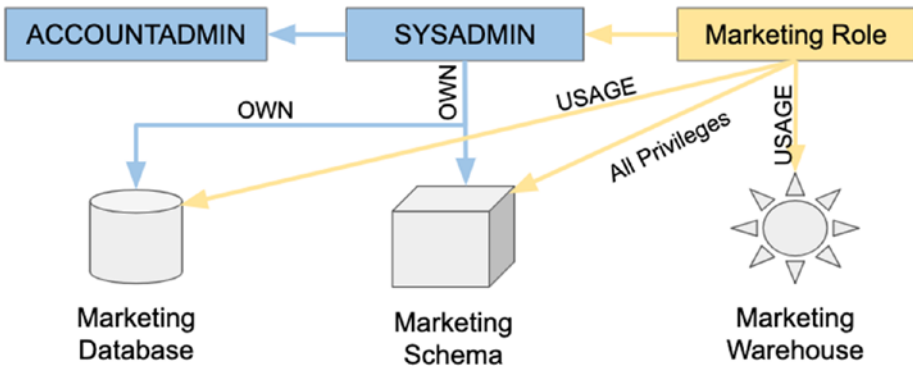 ACCOUNTADMIN
SYSADMIN
Marketing Role
OWN
OWN
USAGE
All Privileges
USAGE
Marketing
Database
Marketing
Schema
Marketing
Warehouse